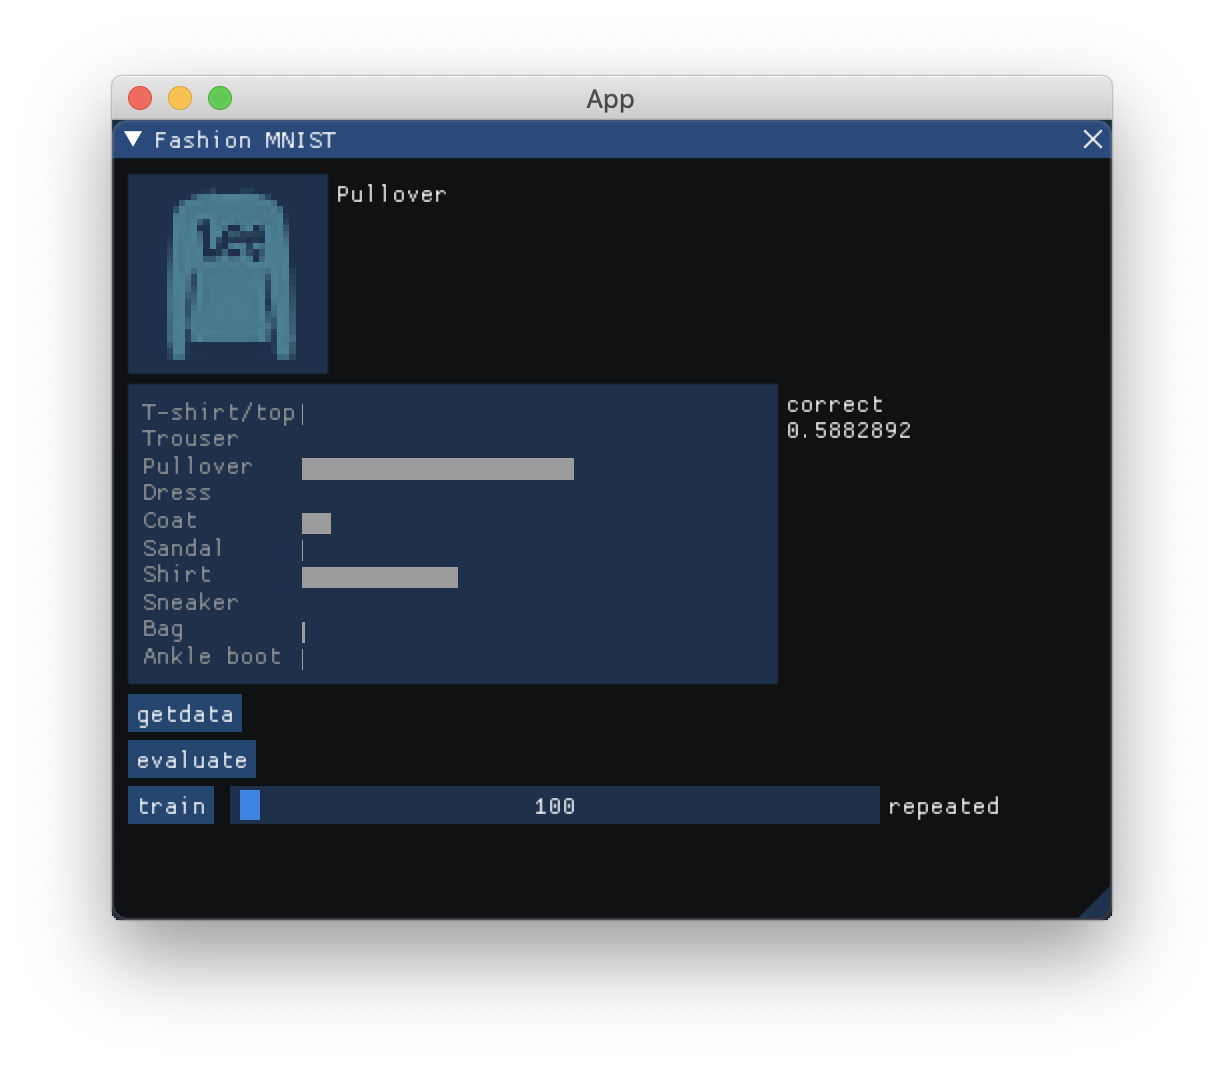 App
Fashion MNIST
Lee
Pullover
T-shirt/top
Trouser
Pullover
Dress
Coat
Sandal
Shirt
Sneaker
Bag
Ankle boot
correct
0.5882892
getdata
evaluate
train 100 repeated